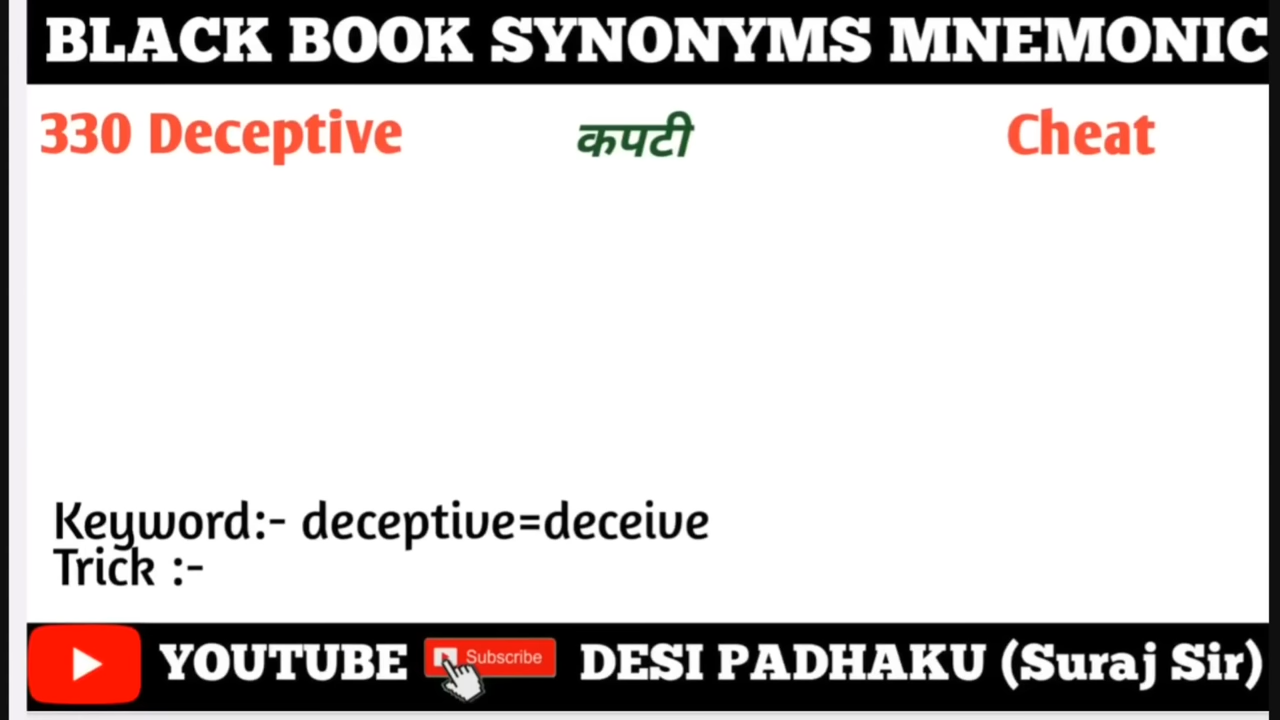 BLACK BOOK SYNONYMS MNEMONIC
330 Deceptive कपटी Cheat
Keyword:- deceptive=deceive
Trick :-
YOUTUBE Subscribe DESI PADHAKU (Suraj Sir)